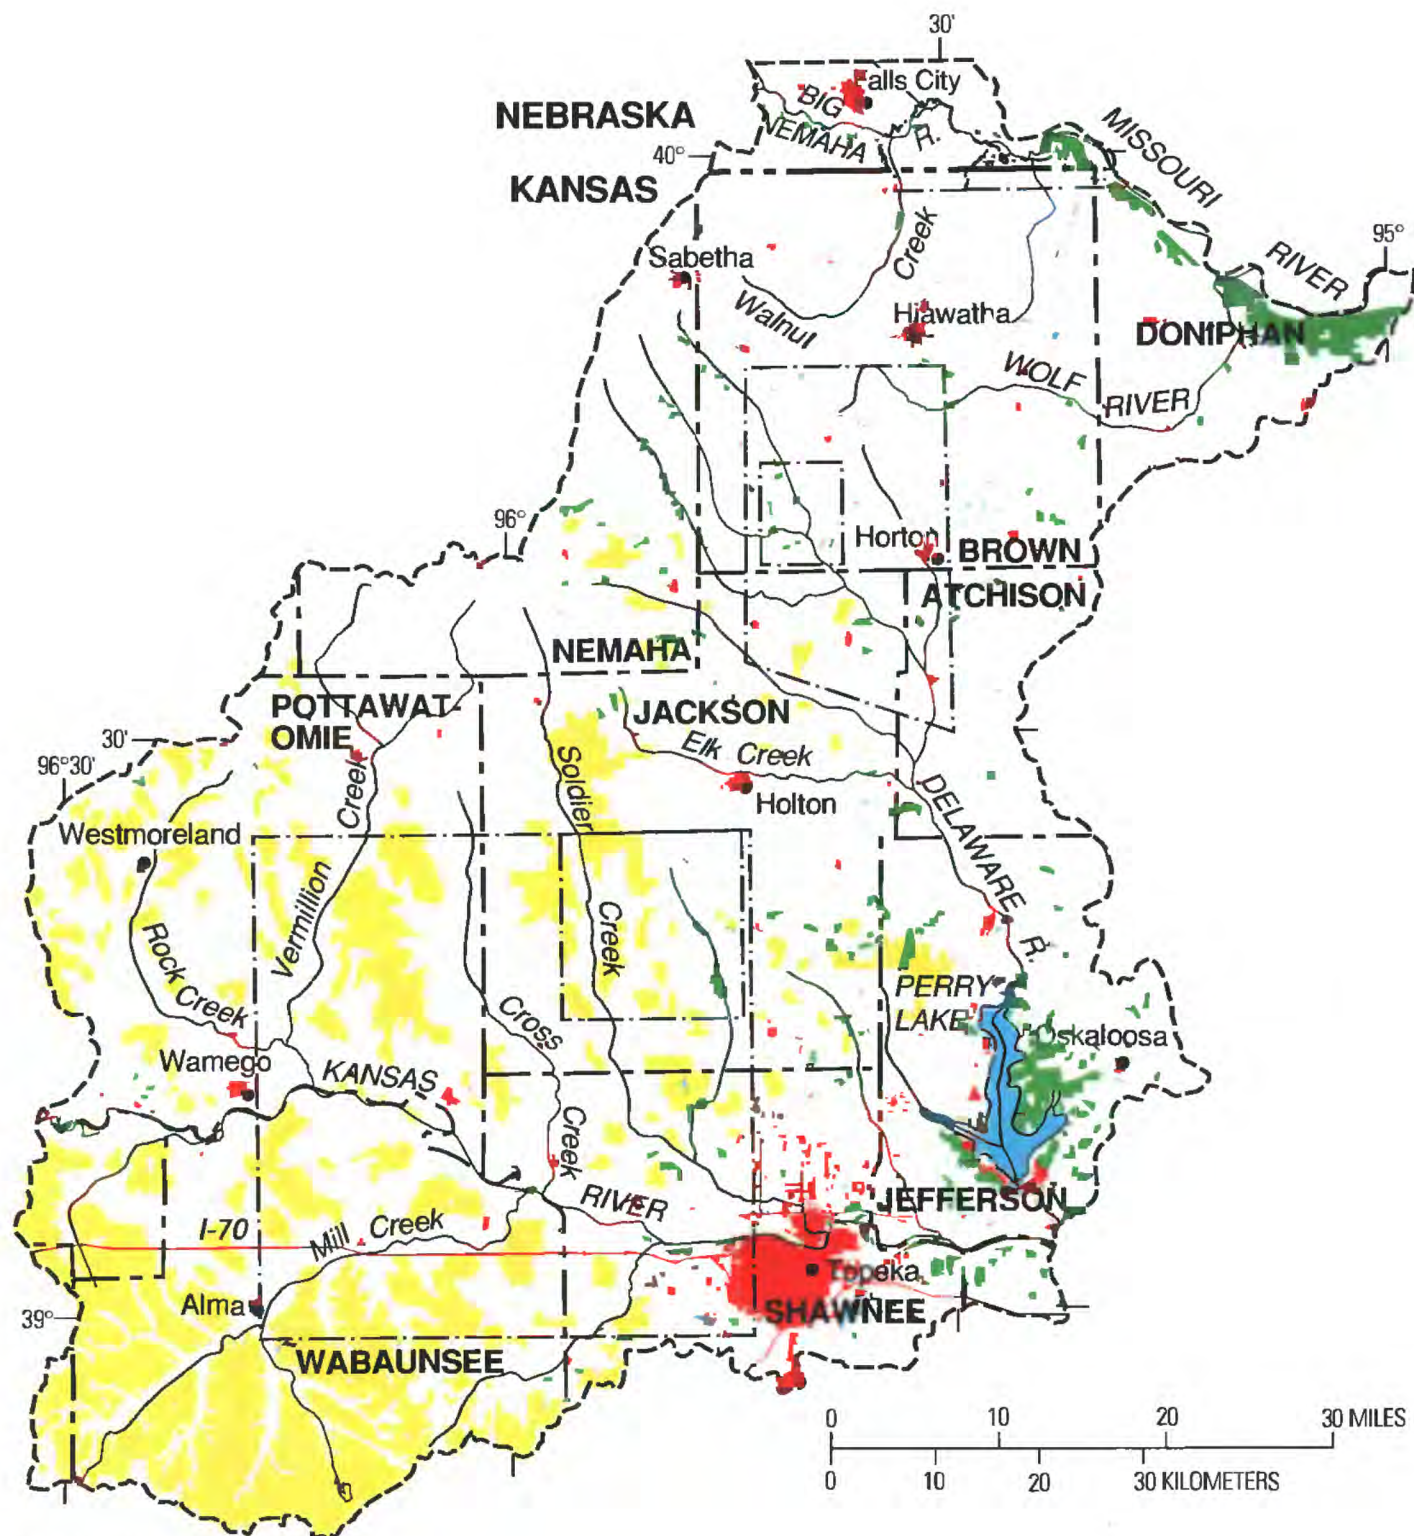 30'
Falls City
BIG
NEMAHA
R.
NEBRASKA
MISSOURI
40°
KANSAS
RIVER
95°
Sabetha
Creek
Walnut
Hiawatha
DONIPHAN
WOLF
RIVER
96°
Horton
BROWN
ATCHISON
NEMAHA
POTTAWAT-
OMIE
JACKSON
30'
96°30'
Creek
Soldier
Elk Creek
Holton
DELAWARE
R.
Westmoreland
Vermillion
Creek
Rock Creek
PERRY
LAKE
Oskaloosa
Cross
Wamego
KANSAS
Creek
RIVER
JEFFERSON
I-70
Mill Creek
Topeka
Alma
SHAWNEE
39°
WABAUNSEE
0 10 20 30 MILES
0 10 20 30 KILOMETERS